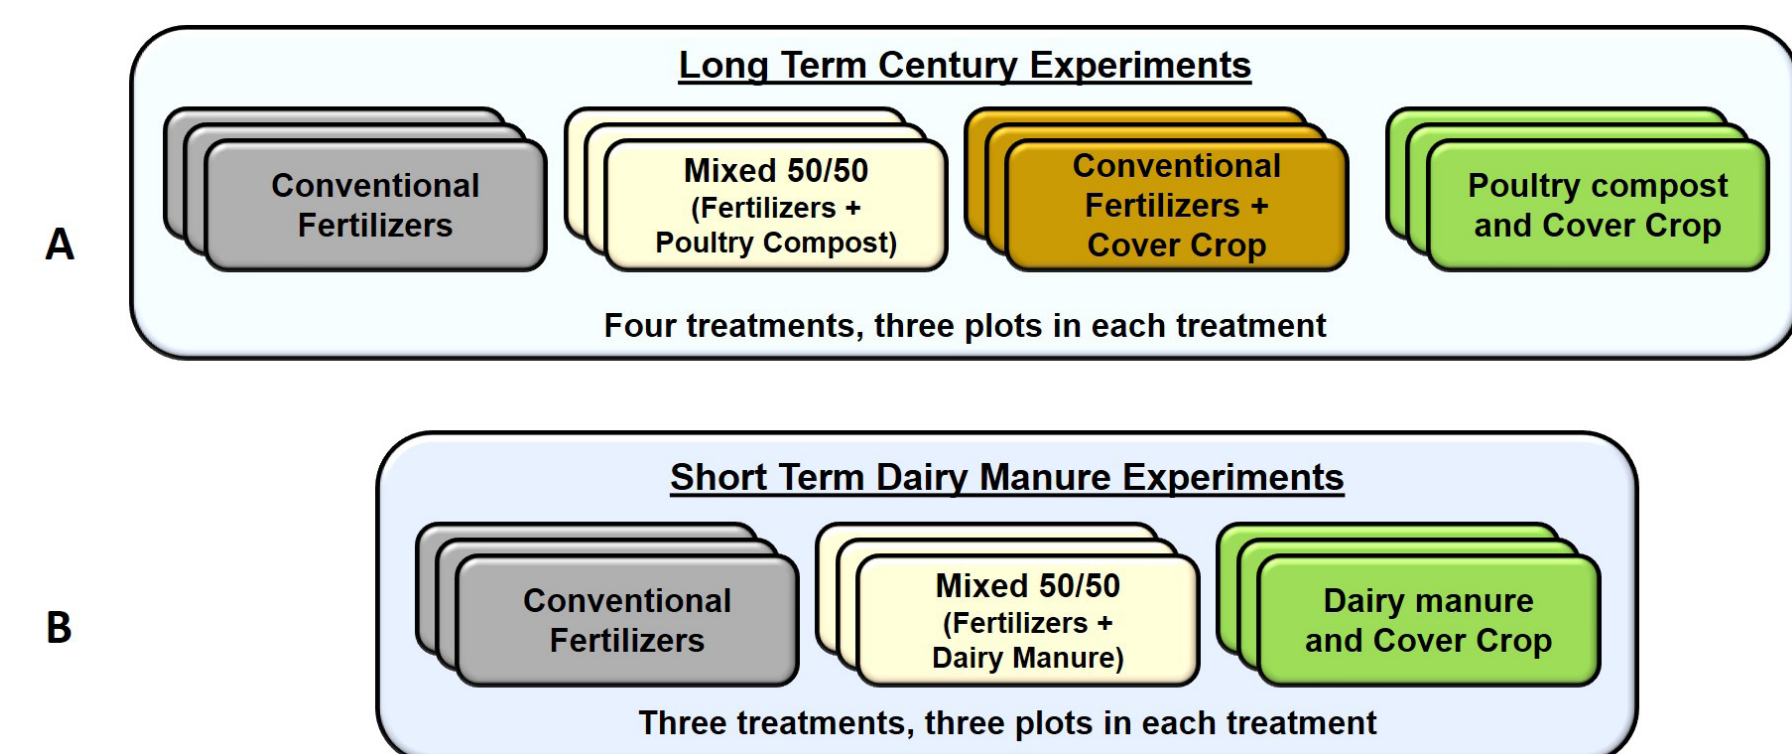 Long Term Century Experiments
A
Conventional
Fertilizers
Mixed 50/50
(Fertilizers +
Poultry Compost)
Conventional
Fertilizers +
Cover Crop
Poultry compost
and Cover Crop
Four treatments, three plots in each treatment
Short Term Dairy Manure Experiments
B
Conventional
Fertilizers
Mixed 50/50
(Fertilizers +
Dairy Manure)
Dairy manure
and Cover Crop
Three treatments, three plots in each treatment